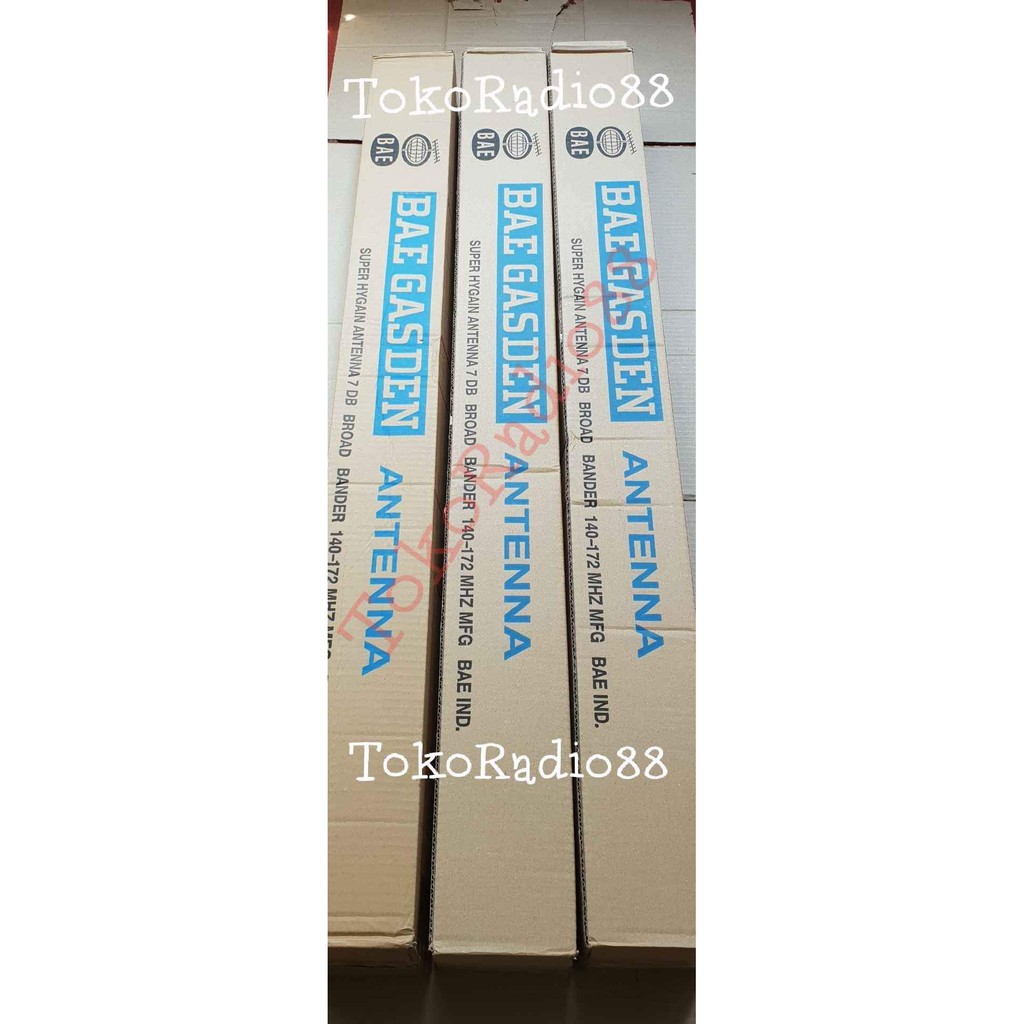 TokoRadio88
BAE
BAE GASDEN
ANTENNA
SUPER HYGAIN ANTENNA 7 DB BROAD BANDER 140-172 MHZ MFG
BAE
BAE GASDEN
ANTENNA
SUPER HYGAIN ANTENNA 7 DB BROAD BANDER 140-172 MHZ MFG BAE IND.
BAE
BAE GASDEN
ANTENNA
SUPER HYGAIN ANTENNA 7 DB BROAD BANDER 140-172 MHZ MFG BAE IND.
TokoRadio88
TokoRadio88